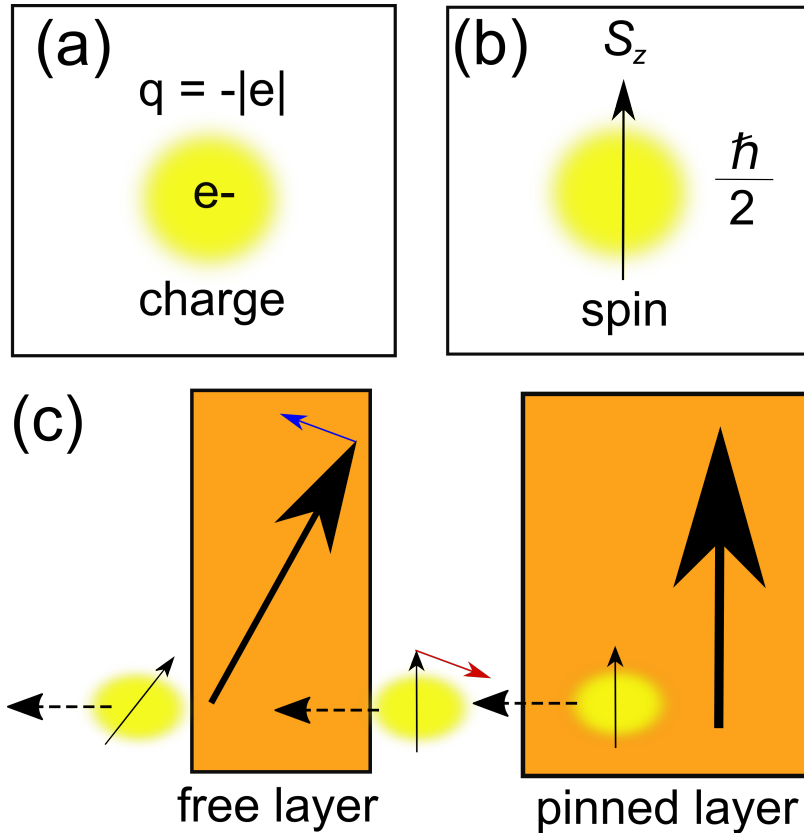 (a)
q = -|e|
e-
charge
(b)
S_z
ℏ
2
spin
(c)
free layer
pinned layer